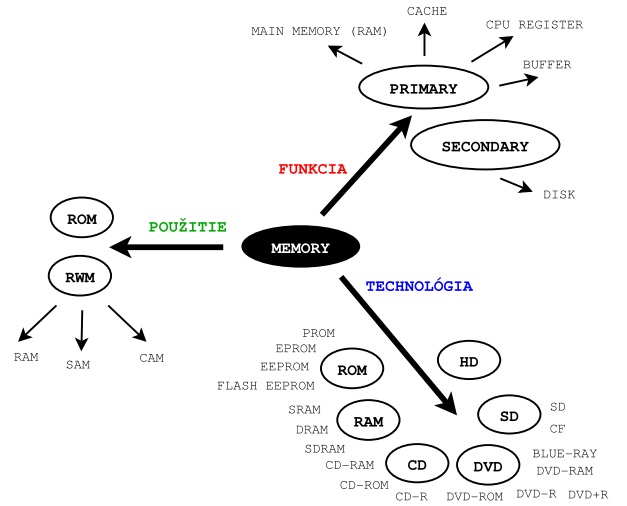 CACHE
MAIN MEMORY (RAM)
CPU REGISTER
BUFFER
PRIMARY
SECONDARY
FUNKCIA
DISK
ROM
POUŽITIE
MEMORY
RWM
TECHNOLÓGIA
RAM
SAM
CAM
PROM
EPROM
EEPROM
FLASH EEPROM
ROM
HD
SRAM
DRAM
SDRAM
RAM
SD
SD
CF
CD-RAM
CD-ROM
CD-R
CD
DVD
BLUE-RAY
DVD-RAM
DVD-ROM
DVD-R
DVD+R